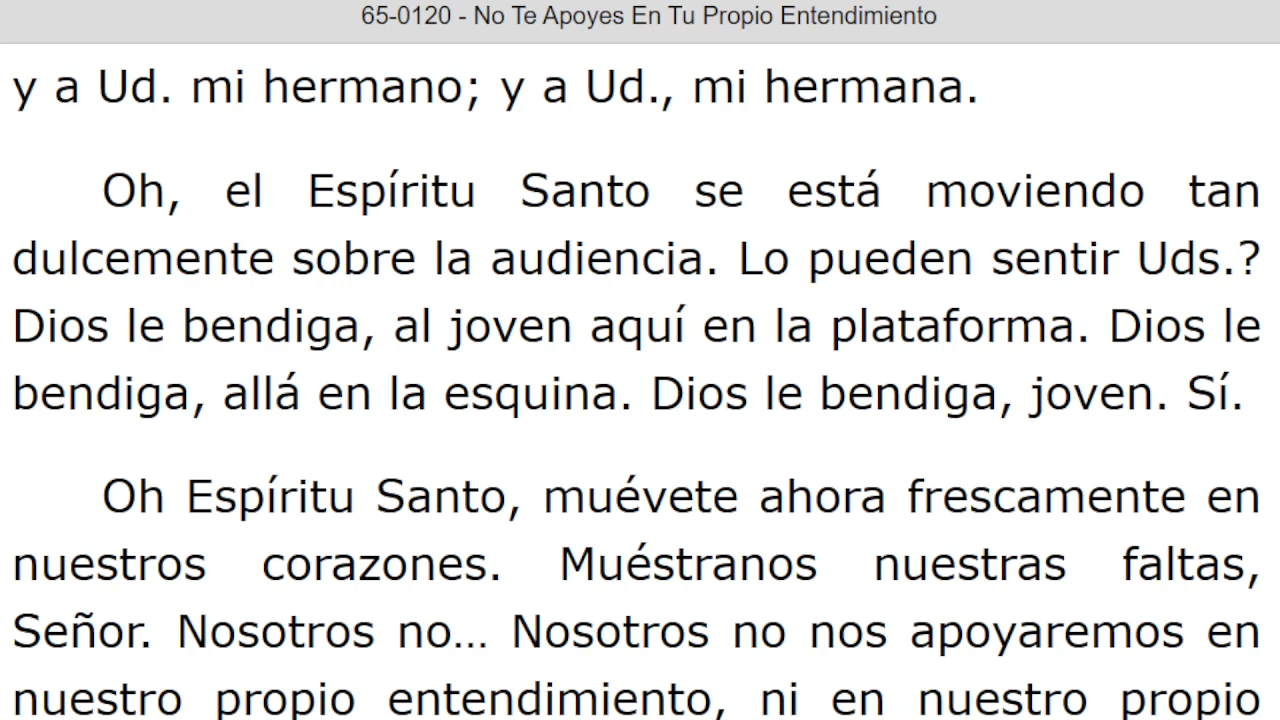 65-0120 - No Te Apoyes En Tu Propio Entendimiento
y a Ud. mi hermano; y a Ud., mi hermana.
Oh, el Espíritu Santo se está moviendo tan
dulcemente sobre la audiencia. Lo pueden sentir Uds.?
Dios le bendiga, al joven aquí en la plataforma. Dios le
bendiga, allá en la esquina. Dios le bendiga, joven. Sí.
Oh Espíritu Santo, muévete ahora frescamente en
nuestros corazones. Muéstranos nuestras faltas,
Señor. Nosotros no... Nosotros no nos apoyaremos en
nuestro propio entendimiento, ni en nuestro propio